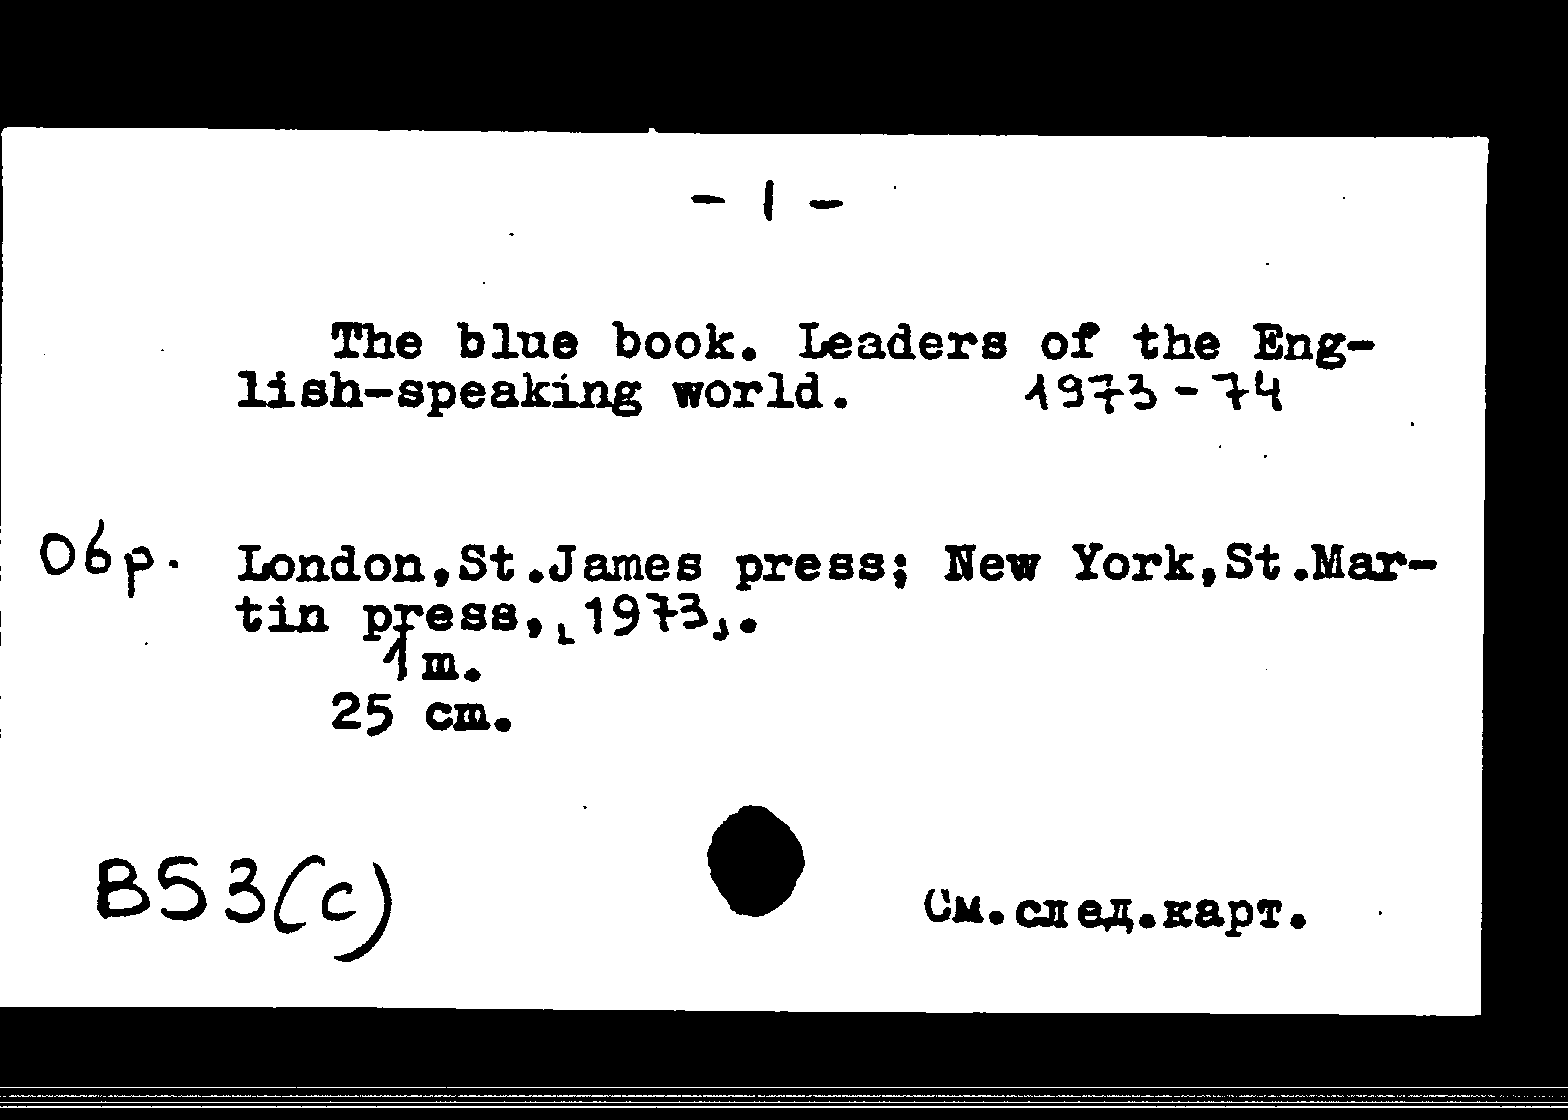 - 1 -
The blue book. Leaders of the Eng-
lish-speaking world. 1973-74
Обр. London,St.James press; New York,St.Mar-
tin press,[1973].
1 m.
25 cm.
B53(c)
См.след.карт.